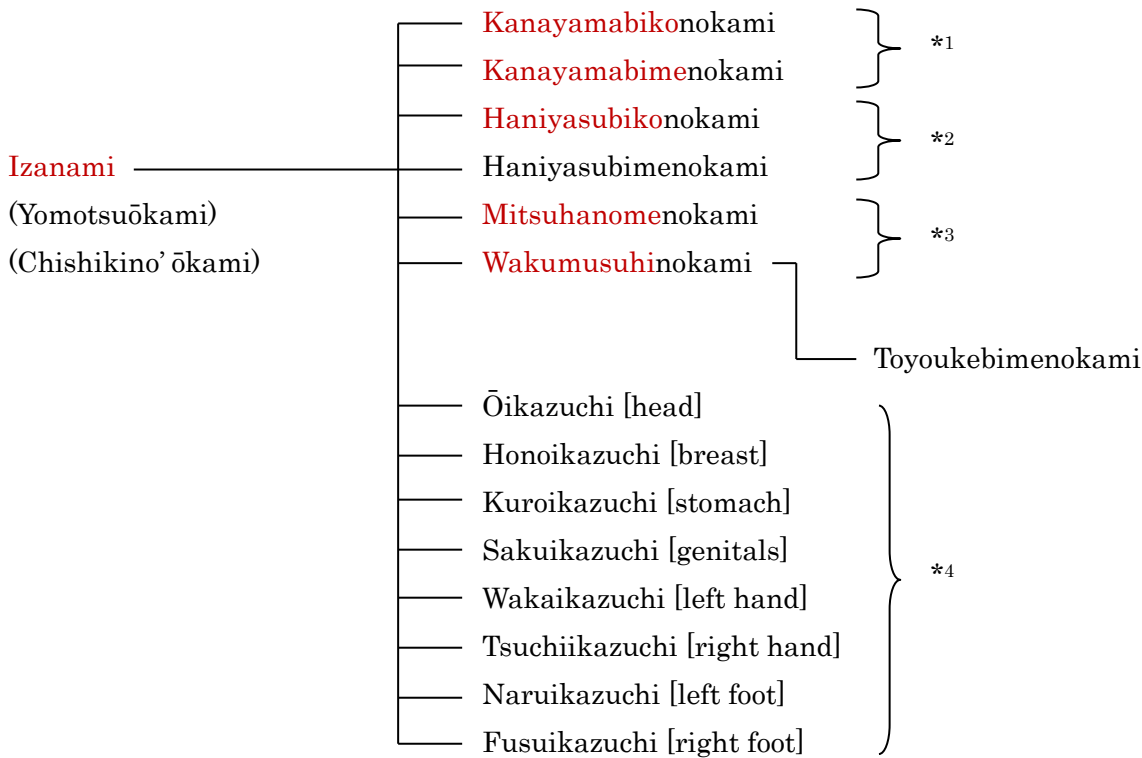 Kanayamabikonokami
*1
Kanayamabimenokami
Haniyasubikonokami
*2
Izanami
Haniyasubimenokami
(Yomotsuōkami)
Mitsuhanomenokami
*3
(Chishikino’ ōkami)
Wakumusuhinokami
Toyoukebimenokami
Ōikazuchi [head]
Honoikazuchi [breast]
Kuroikazuchi [stomach]
Sakuikazuchi [genitals]
*4
Wakaikazuchi [left hand]
Tsuchiikazuchi [right hand]
Naruikazuchi [left foot]
Fusuikazuchi [right foot]